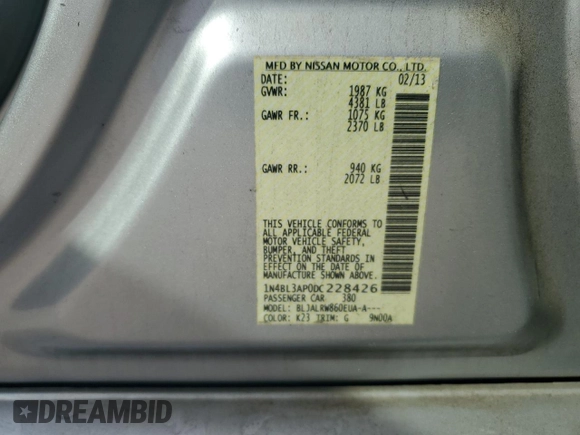 MFD BY NISSAN MOTOR CO., LTD.
DATE: 02/13
GVWR: 1987 KG
4381 LB
GAWR FR.: 1075 KG
2370 LB
GAWR RR.: 940 KG
2072 LB
THIS VEHICLE CONFORMS TO
ALL APPLICABLE FEDERAL
MOTOR VEHICLE SAFETY,
BUMPER, AND THEFT
PREVENTION STANDARDS IN
EFFECT ON THE DATE OF
MANUFACTURE SHOWN ABOVE.
1N4BL3AP0DC228426
PASSENGER CAR 380
MODEL: BLJALRW860EUA-A---
COLOR: K23 TRIM: G 9N00A
DREAMBID